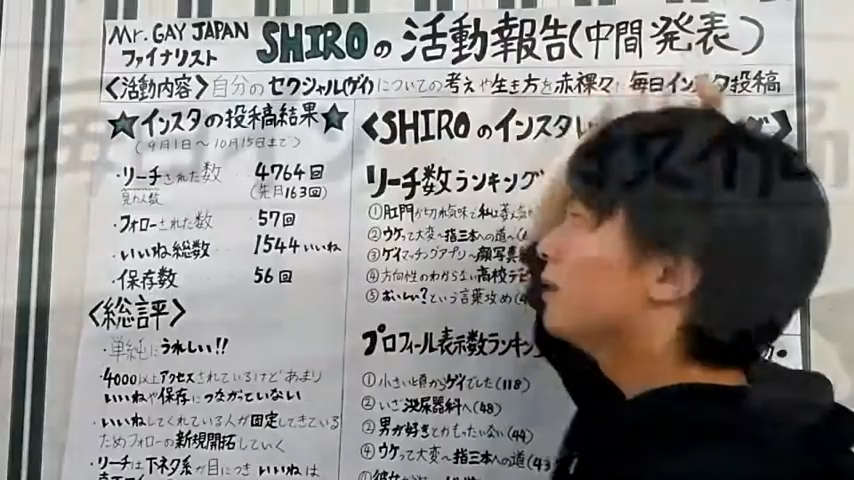 Mr. GAY JAPAN
ファイナリスト
SHIROの活動報告(中間発表)
<活動内容>自分のセクシャル(ゲイ)についての考えや生き方を赤裸々に毎日インスタ投稿
★インスタの投稿結果★
(9月1日～10月15日まで)
・リーチされた数 4764回
見た人数 (先月163回)
・フォローされた数 57回
・いいね総数 1544いいね
・保存数 56回
<総評>
・単純にうれしい!!
・4000以上アクセスされているけどあまり
いいねや保存につながっていない
・いいねしてくれている人が固定してきている
ためフォローの新規開拓していく
・リーチは下ネタ系が目につきいいねは
<SHIROのインスタ
リーチ数ランキング
①肛門から切れ気味で私は
②ウケって大変～指三本への道～
③ゲイマッチングアプリ～顔写真
④方向性のわからない高校デビ
⑤おいしい?という言葉攻め
プロフィール表示数ランキン
①小さい頃からゲイでした(118)
②いざ泌尿器科へ(48)
②男が好きとかもったいない(44)
④ウケって大変～指三本への道(43